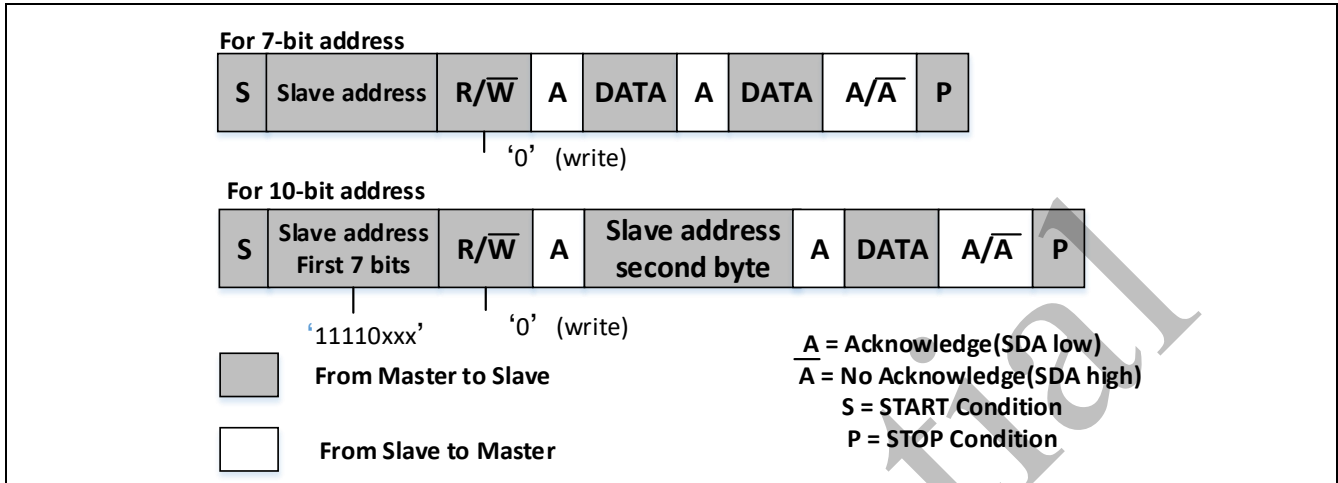 For 7-bit address
S Slave address R/W̅ A DATA A DATA A/A̅ P
‘0’ (write)
For 10-bit address
S Slave address First 7 bits R/W̅ A Slave address second byte A DATA A/A̅ P
‘11110xxx’ ‘0’ (write)
From Master to Slave
From Slave to Master
A = Acknowledge(SDA low)
A̅ = No Acknowledge(SDA high)
S = START Condition
P = STOP Condition
tial